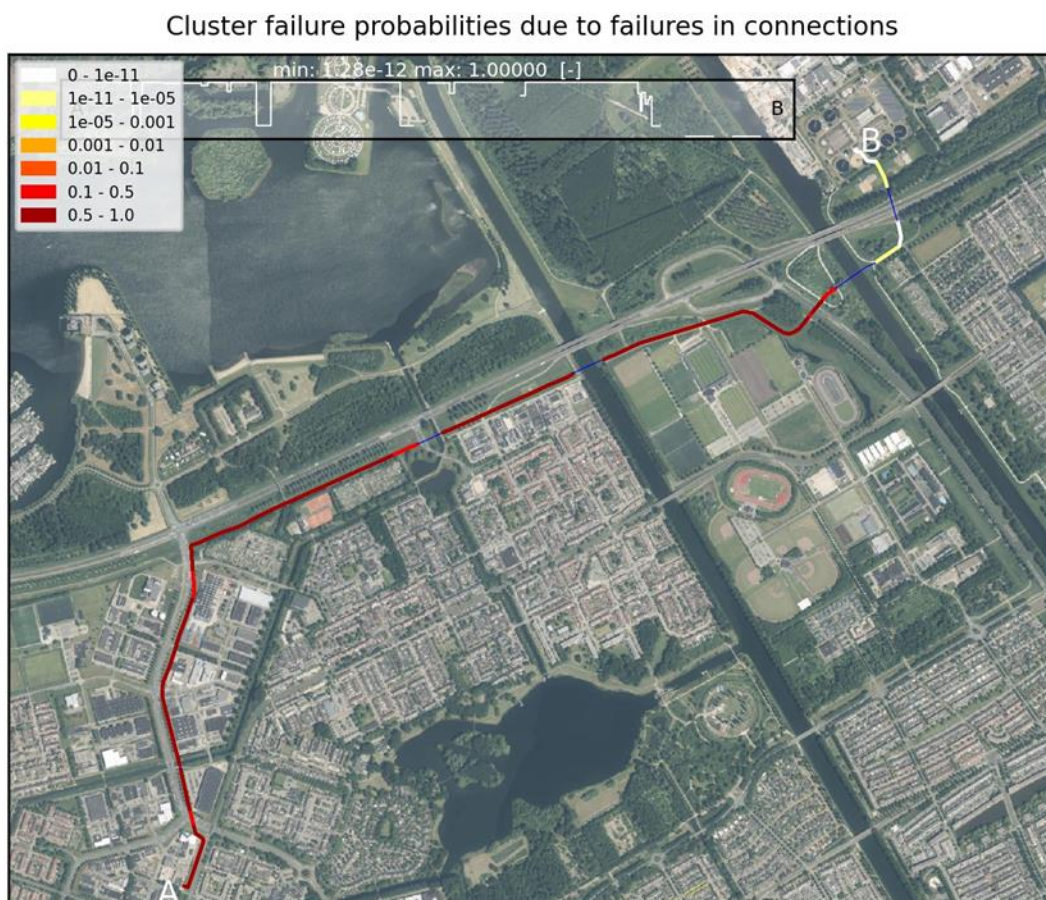 Cluster failure probabilities due to failures in connections
min: 1.28e-12 max: 1.00000 [-]
0 - 1e-11
1e-11 - 1e-05
1e-05 - 0.001
0.001 - 0.01
0.01 - 0.1
0.1 - 0.5
0.5 - 1.0
B
B
A